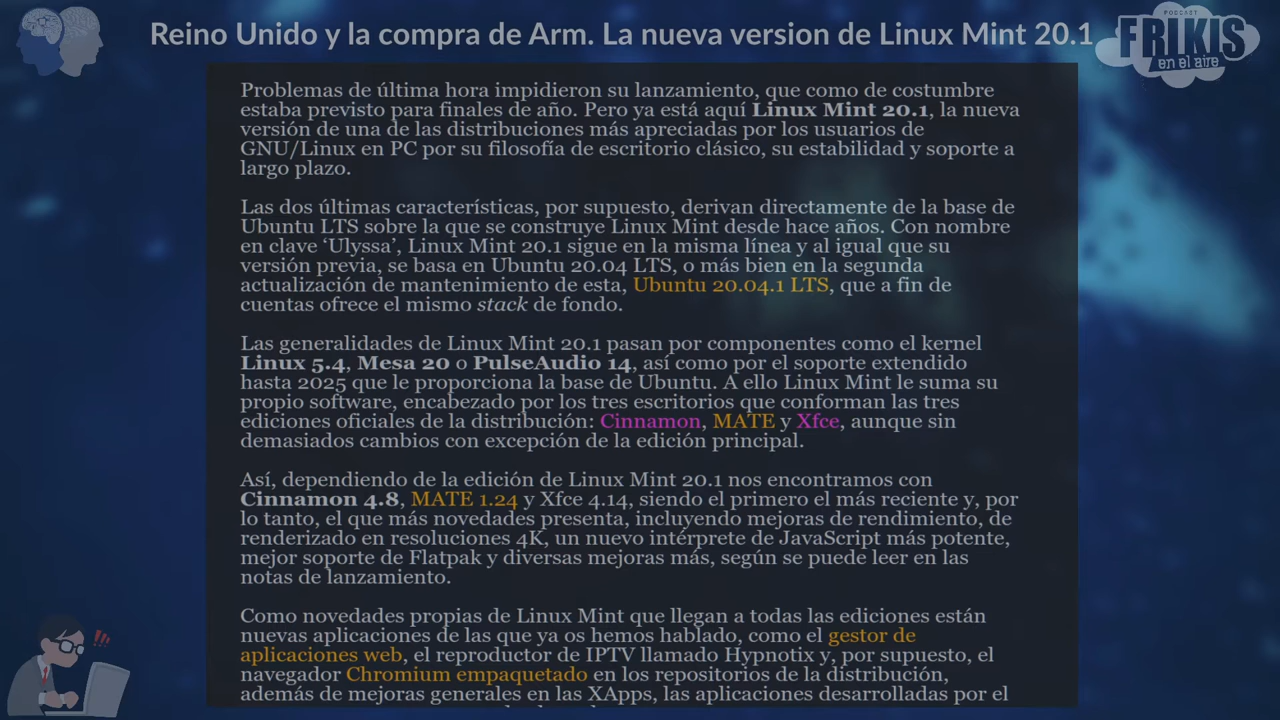 Reino Unido y la compra de Arm. La nueva version de Linux Mint 20.1
PODCAST
FRIKIS
en el aire
Problemas de última hora impidieron su lanzamiento, que como de costumbre
estaba previsto para finales de año. Pero ya está aquí Linux Mint 20.1, la nueva
versión de una de las distribuciones más apreciadas por los usuarios de
GNU/Linux en PC por su filosofía de escritorio clásico, su estabilidad y soporte a
largo plazo.
Las dos últimas características, por supuesto, derivan directamente de la base de
Ubuntu LTS sobre la que se construye Linux Mint desde hace años. Con nombre
en clave ‘Ulyssa’, Linux Mint 20.1 sigue en la misma línea y al igual que su
versión previa, se basa en Ubuntu 20.04 LTS, o más bien en la segunda
actualización de mantenimiento de esta, Ubuntu 20.04.1 LTS, que a fin de
cuentas ofrece el mismo stack de fondo.
Las generalidades de Linux Mint 20.1 pasan por componentes como el kernel
Linux 5.4, Mesa 20 o PulseAudio 14, así como por el soporte extendido
hasta 2025 que le proporciona la base de Ubuntu. A ello Linux Mint le suma su
propio software, encabezado por los tres escritorios que conforman las tres
ediciones oficiales de la distribución: Cinnamon, MATE y Xfce, aunque sin
demasiados cambios con excepción de la edición principal.
Así, dependiendo de la edición de Linux Mint 20.1 nos encontramos con
Cinnamon 4.8, MATE 1.24 y Xfce 4.14, siendo el primero el más reciente y, por
lo tanto, el que más novedades presenta, incluyendo mejoras de rendimiento, de
renderizado en resoluciones 4K, un nuevo intérprete de JavaScript más potente,
mejor soporte de Flatpak y diversas mejoras más, según se puede leer en las
notas de lanzamiento.
Como novedades propias de Linux Mint que llegan a todas las ediciones están
nuevas aplicaciones de las que ya os hemos hablado, como el gestor de
aplicaciones web, el reproductor de IPTV llamado Hypnotix y, por supuesto, el
navegador Chromium empaquetado en los repositorios de la distribución,
además de mejoras generales en las XApps, las aplicaciones desarrolladas por el